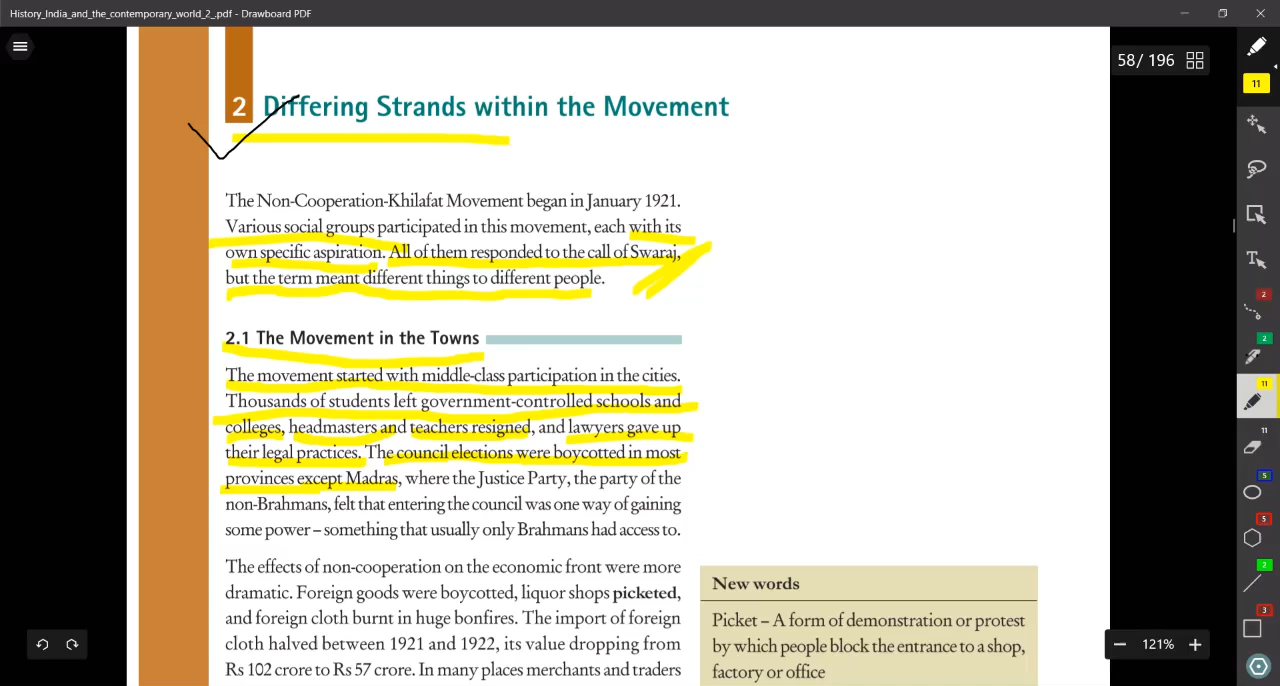 History_India_and_the_contemporary_world_2_.pdf - Drawboard PDF
58/ 196
11
2 Differing Strands within the Movement
The Non-Cooperation-Khilafat Movement began in January 1921.
Various social groups participated in this movement, each with its
own specific aspiration. All of them responded to the call of Swaraj,
but the term meant different things to different people.
2.1 The Movement in the Towns
The movement started with middle-class participation in the cities.
Thousands of students left government-controlled schools and
colleges, headmasters and teachers resigned, and lawyers gave up
their legal practices. The council elections were boycotted in most
provinces except Madras, where the Justice Party, the party of the
non-Brahmans, felt that entering the council was one way of gaining
some power – something that usually only Brahmans had access to.
The effects of non-cooperation on the economic front were more
dramatic. Foreign goods were boycotted, liquor shops picketed,
and foreign cloth burnt in huge bonfires. The import of foreign
cloth halved between 1921 and 1922, its value dropping from
Rs 102 crore to Rs 57 crore. In many places merchants and traders
New words
Picket – A form of demonstration or protest
by which people block the entrance to a shop,
factory or office
2
2
11
11
5
5
2
3
121%